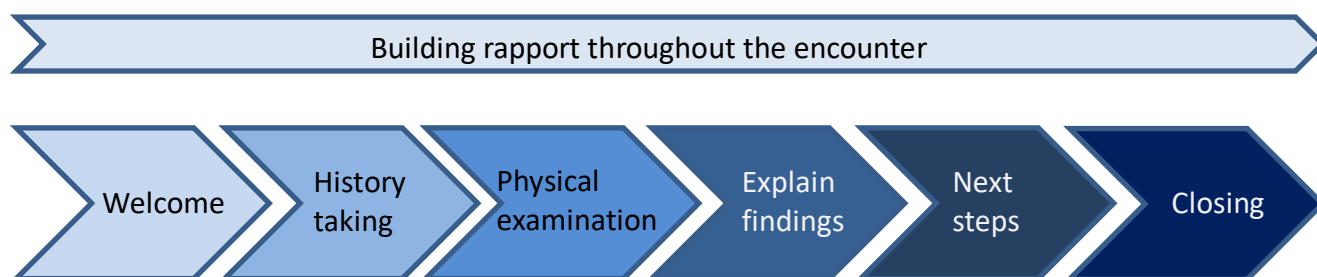 Building rapport throughout the encounter
Welcome
History
taking
Physical
examination
Explain
findings
Next
steps
Closing